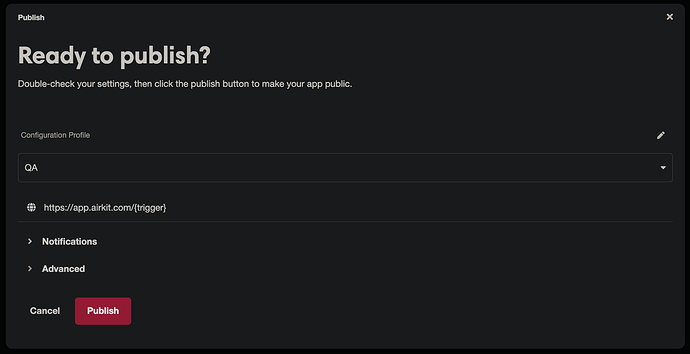 Publish
Ready to publish?
Double-check your settings, then click the publish button to make your app public.
Configuration Profile
QA
https://app.airkit.com/{trigger}
Notifications
Advanced
Cancel
Publish